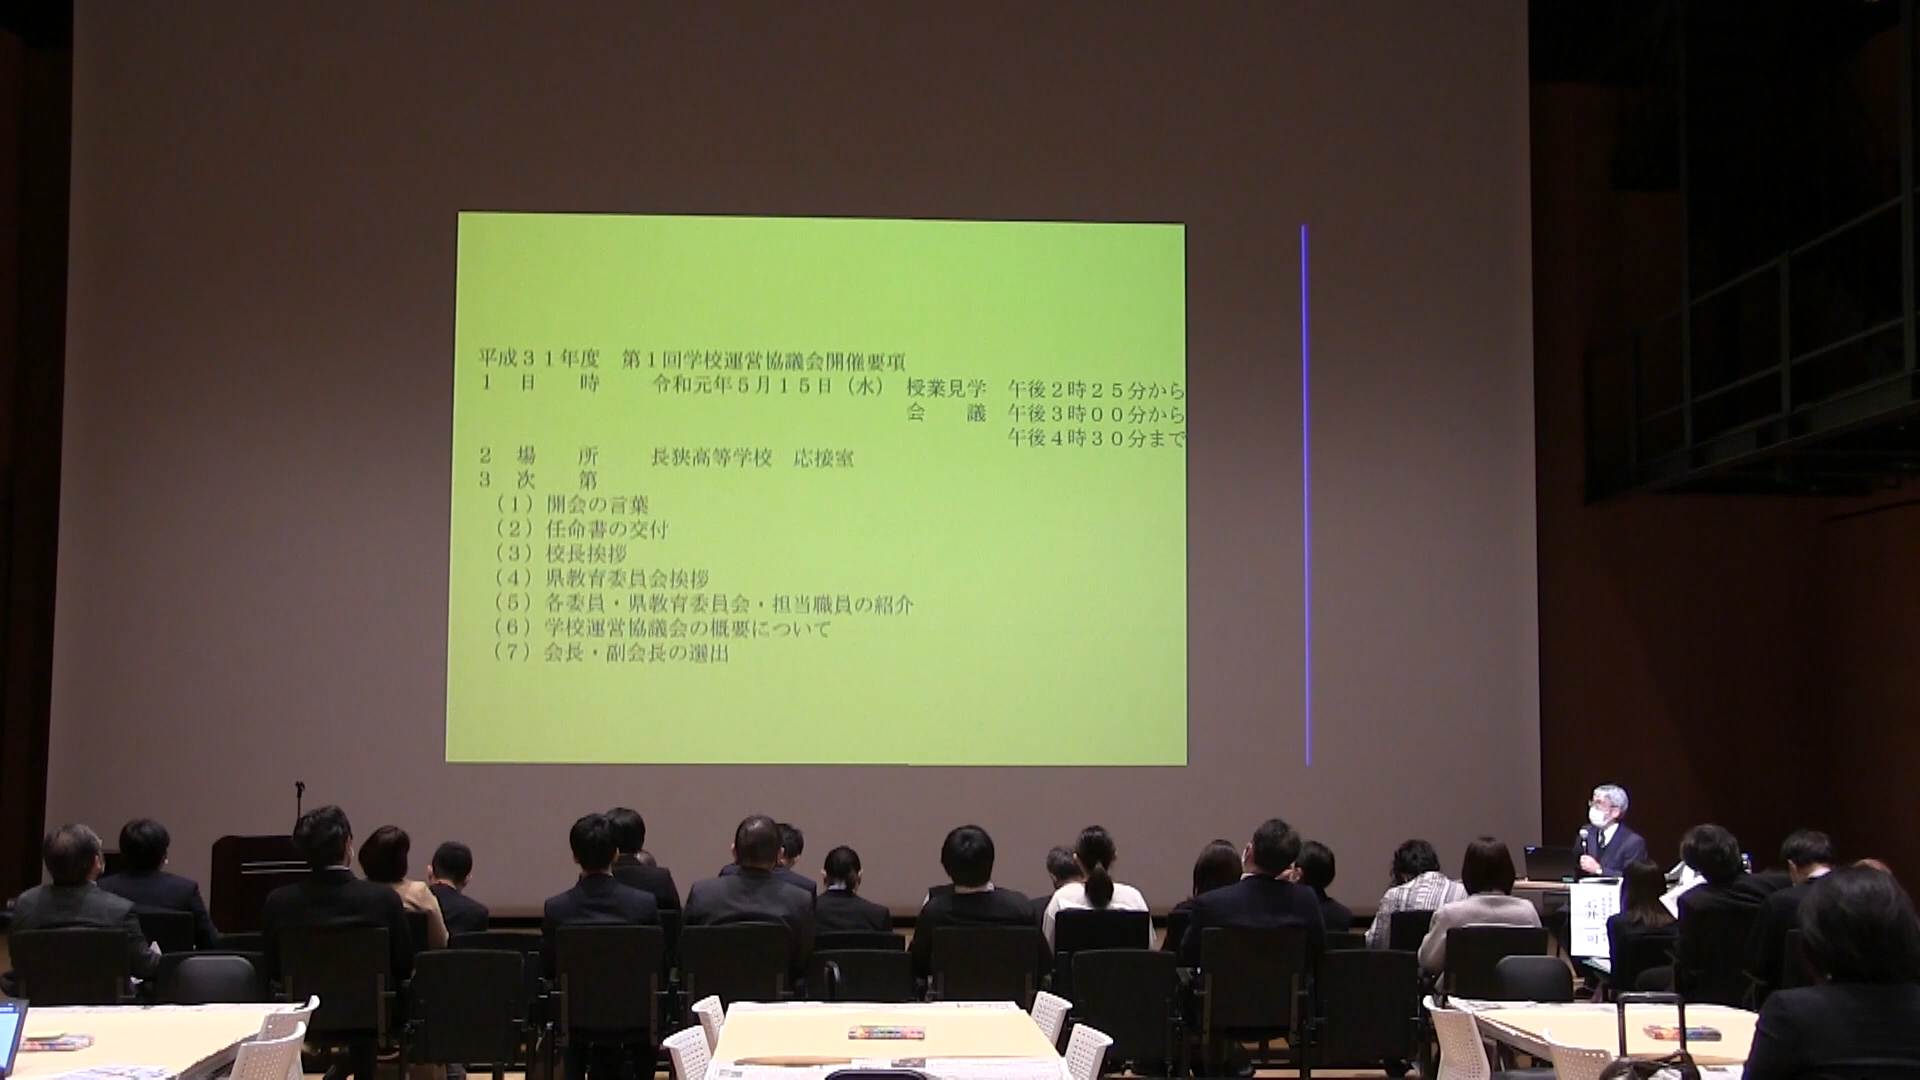 平成３１年度　第１回学校運営協議会開催要項
１　日　　時　　令和元年５月１５日（水）　授業見学　午後２時２５分から
会　　議　午後３時００分から
午後４時３０分まで
２　場　　所　　長狭高等学校　応接室
３　次　　第
（１）開会の言葉
（２）任命書の交付
（３）校長挨拶
（４）県教育委員会挨拶
（５）各委員・県教育委員会・担当職員の紹介
（６）学校運営協議会の概要について
（７）会長・副会長の選出
石井一司